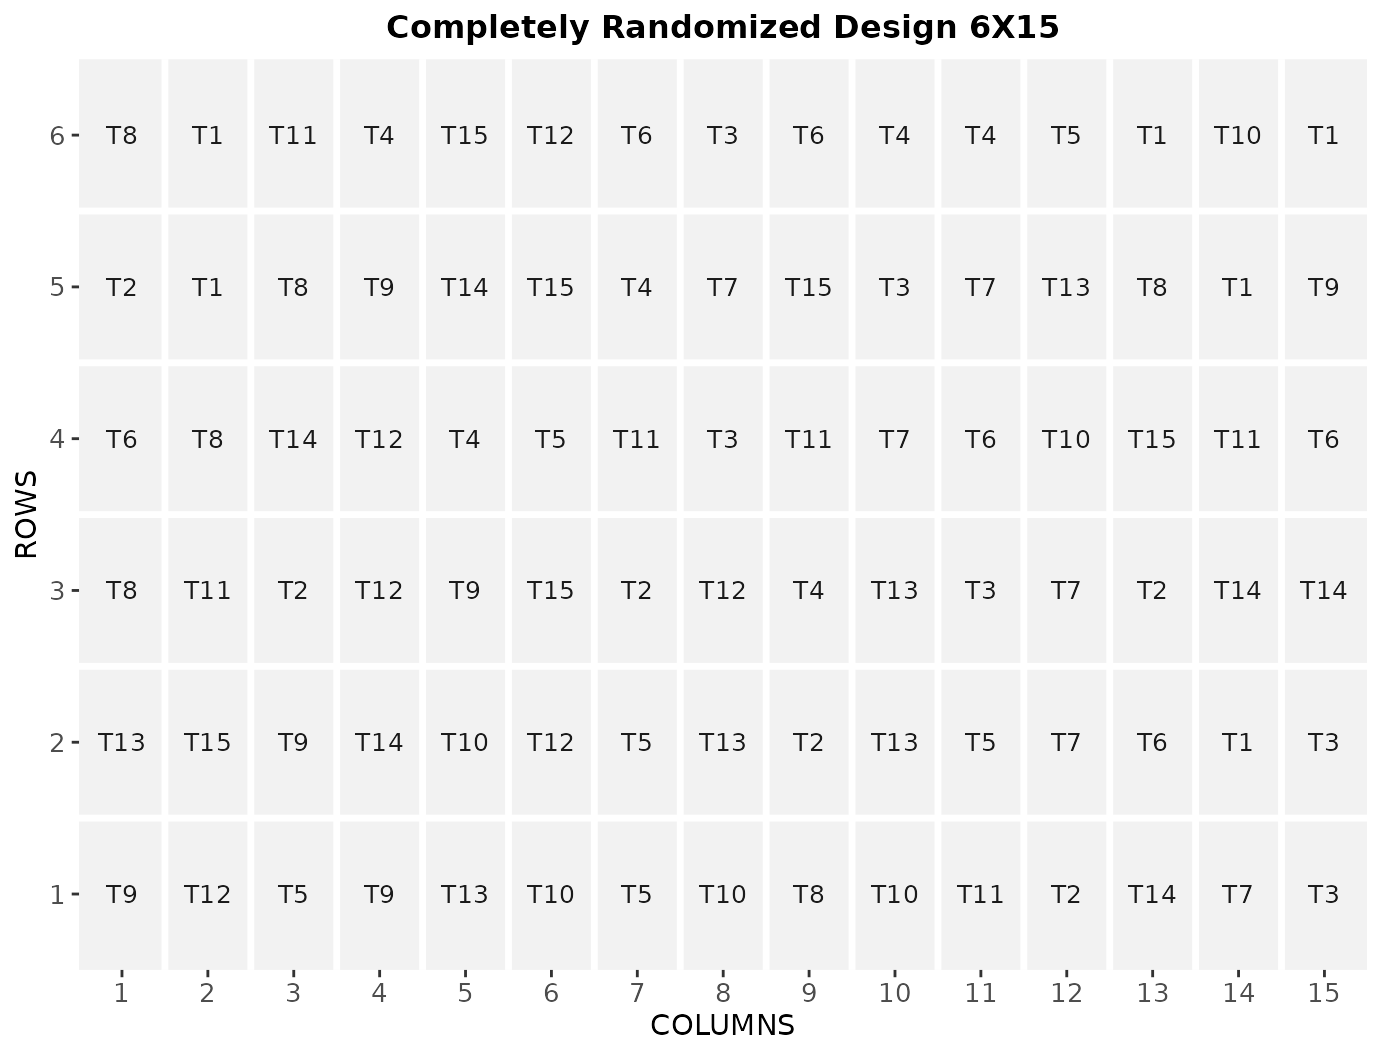 Completely Randomized Design 6X15
6 T8 T1 T11 T4 T15 T12 T6 T3 T6 T4 T4 T5 T1 T10 T1
5 T2 T1 T8 T9 T14 T15 T4 T7 T15 T3 T7 T13 T8 T1 T9
4 T6 T8 T14 T12 T4 T5 T11 T3 T11 T7 T6 T10 T15 T11 T6
ROWS
3 T8 T11 T2 T12 T9 T15 T2 T12 T4 T13 T3 T7 T2 T14 T14
2 T13 T15 T9 T14 T10 T12 T5 T13 T2 T13 T5 T7 T6 T1 T3
1 T9 T12 T5 T9 T13 T10 T5 T10 T8 T10 T11 T2 T14 T7 T3
1 2 3 4 5 6 7 8 9 10 11 12 13 14 15
COLUMNS